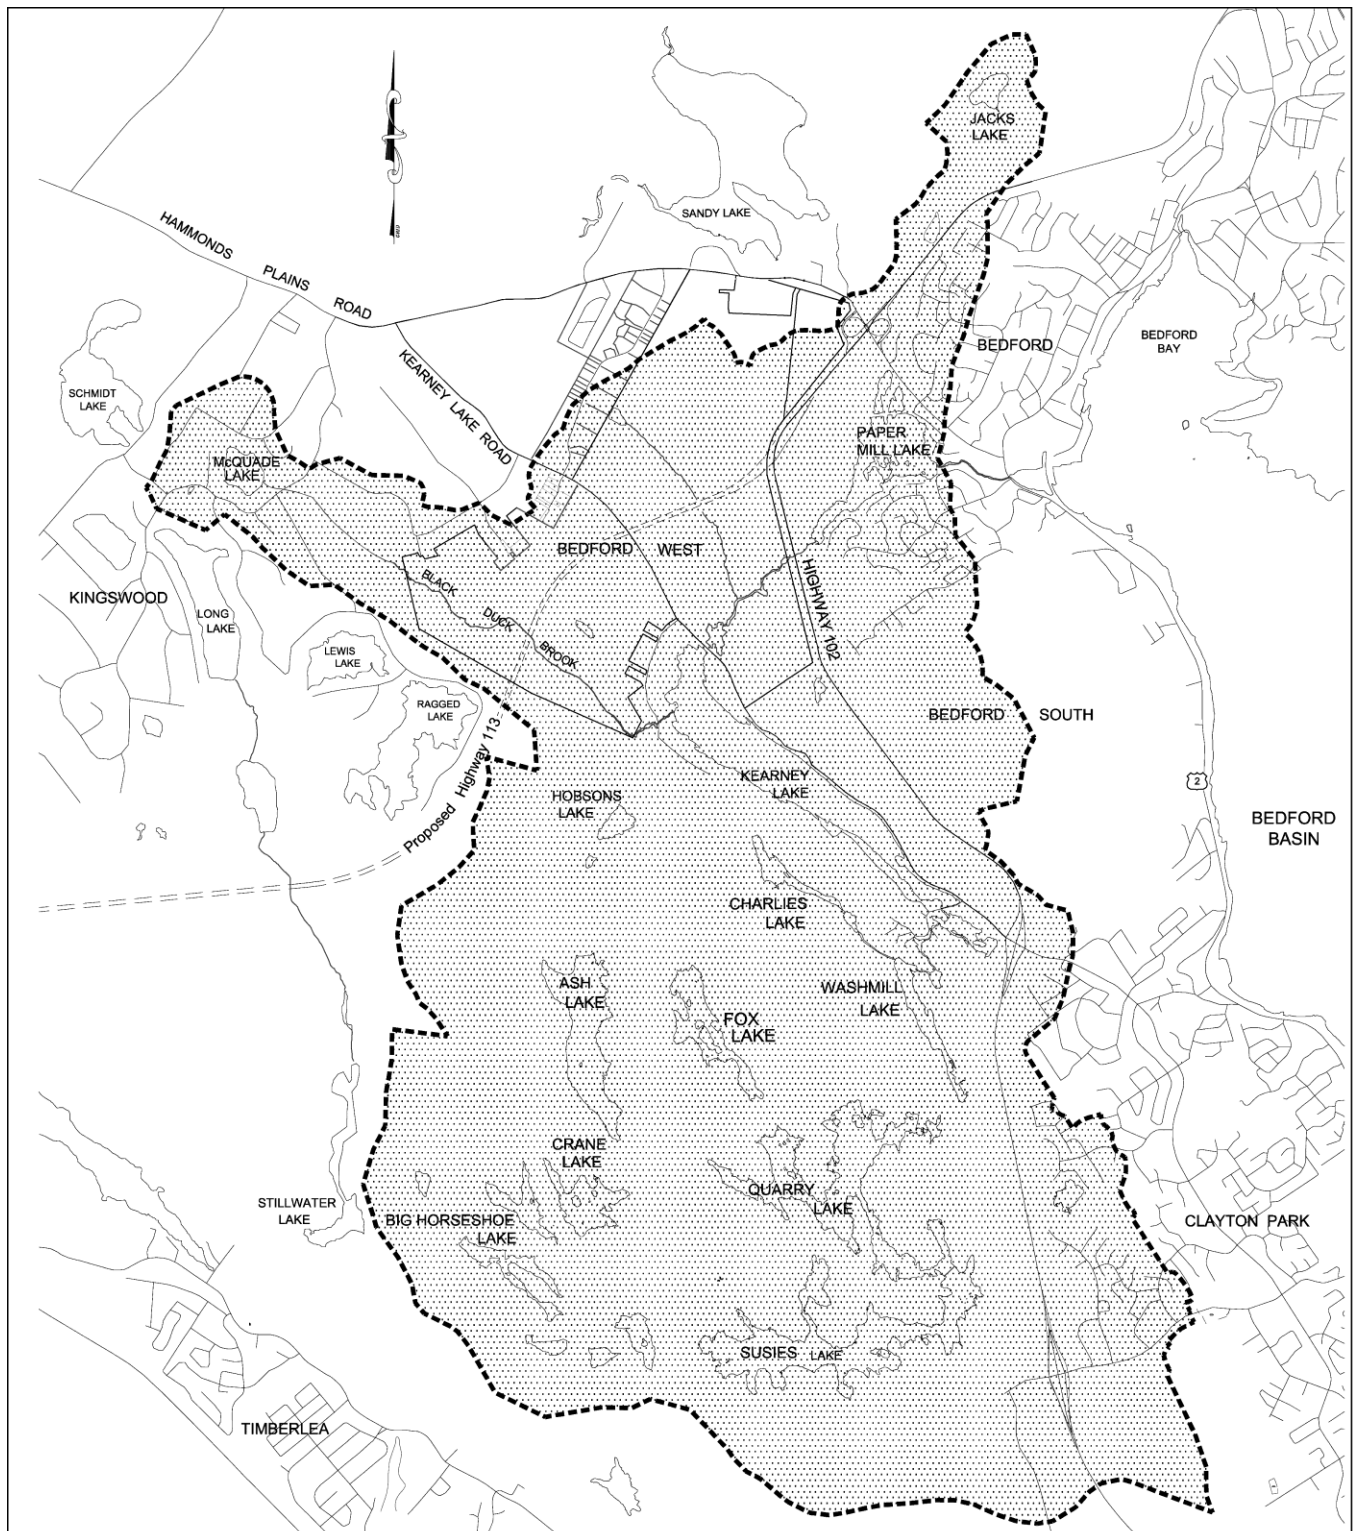 JACKS
LAKE
SANDY LAKE
HAMMONDS
PLAINS
ROAD
BEDFORD
BEDFORD
BAY
KEARNEY LAKE ROAD
SCHMIDT
LAKE
PAPER
MILL LAKE
McQUADE
LAKE
BEDFORD WEST
HIGHWAY 102
BLACK
DUCK
BROOK
KINGSWOOD
LONG
LAKE
LEWIS
LAKE
RAGGED
LAKE
BEDFORD SOUTH
Proposed Highway 113
KEARNEY
LAKE
2
HOBSONS
LAKE
BEDFORD
BASIN
CHARLIES
LAKE
ASH
LAKE
WASHMILL
LAKE
FOX
LAKE
CRANE
LAKE
QUARRY
LAKE
STILLWATER
LAKE
BIG HORSESHOE
LAKE
CLAYTON PARK
SUSIES LAKE
TIMBERLEA